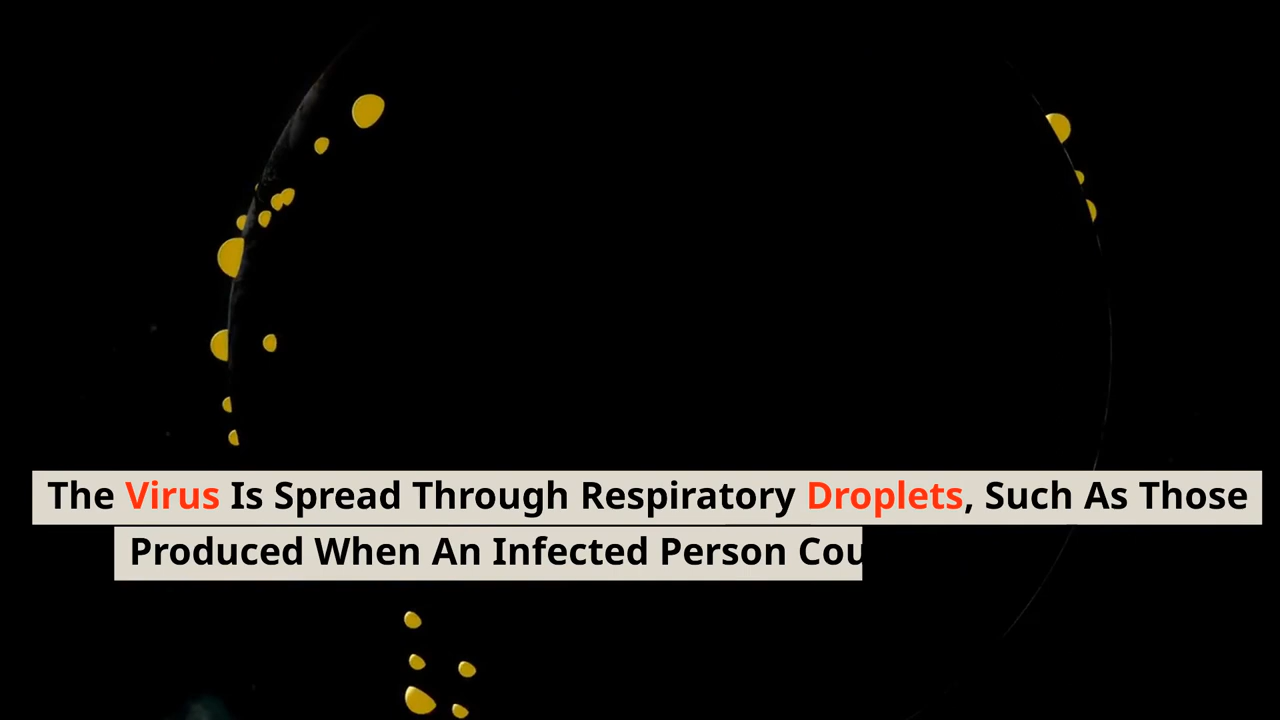 The Virus Is Spread Through Respiratory Droplets, Such As Those
Produced When An Infected Person Cou